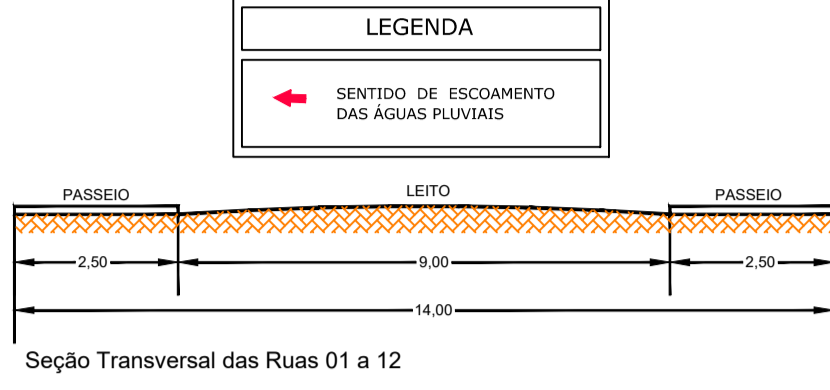 LEGENDA
SENTIDO DE ESCOAMENTO
DAS ÁGUAS PLUVIAIS
PASSEIO LEITO PASSEIO
2,50 9,00 2,50
14,00
Seção Transversal das Ruas 01 a 12